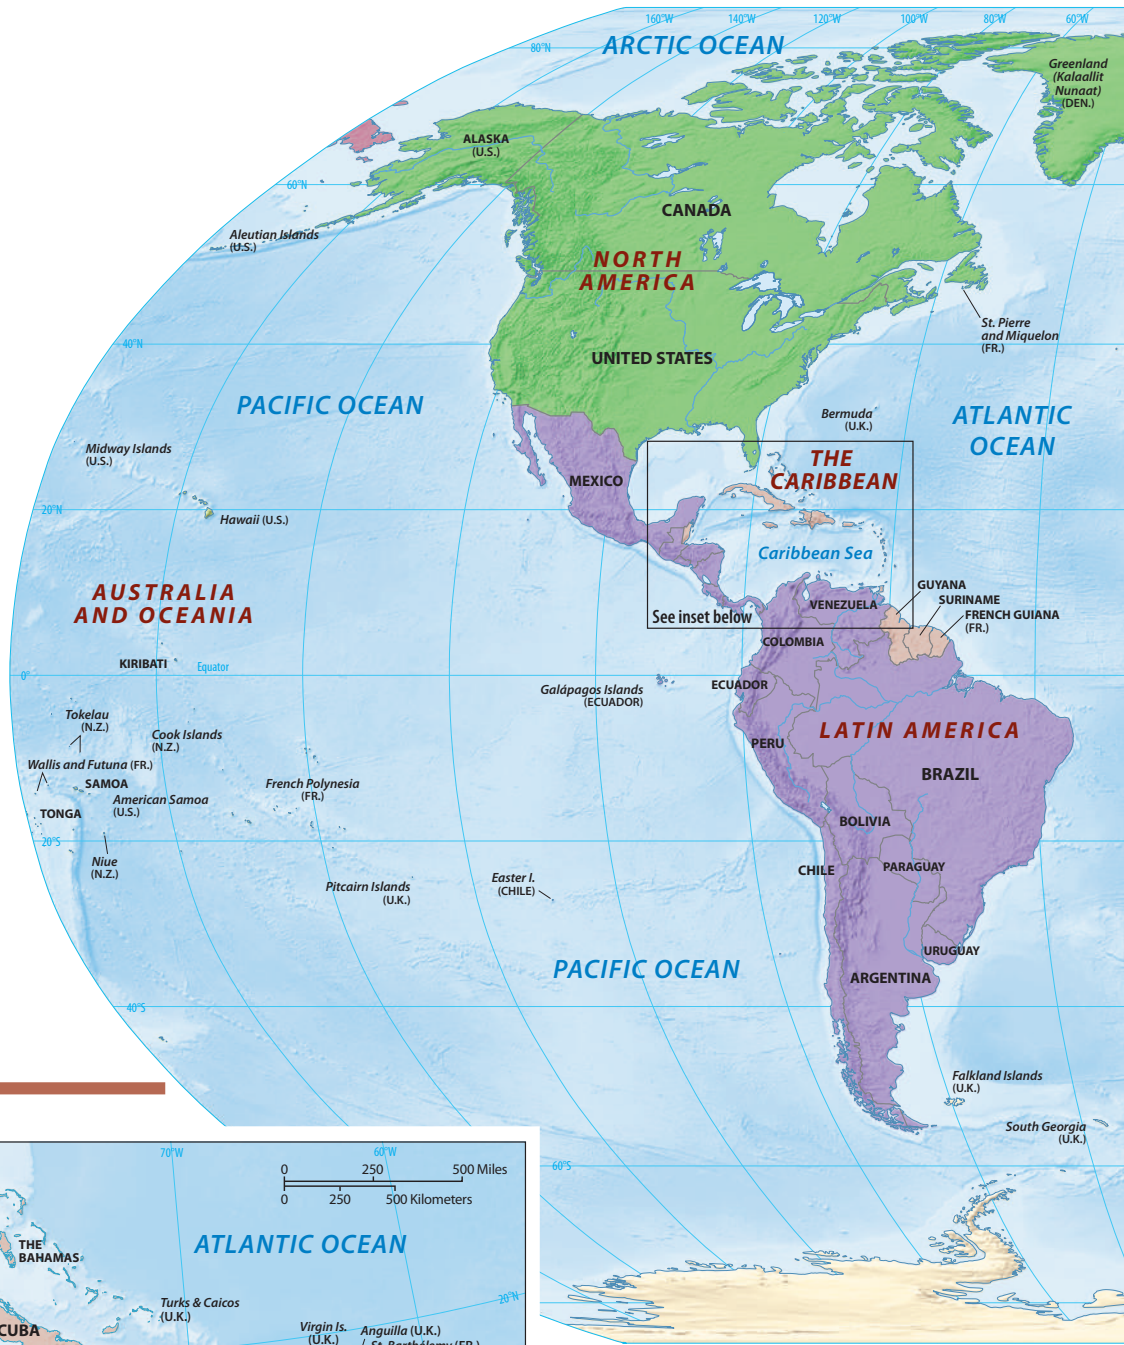 160°W
140°W
120°W
100°W
80°W
60°W
80°N
ARCTIC OCEAN
Greenland
(Kalaallit
Nunaat)
(DEN.)
ALASKA
(U.S.)
60°N
CANADA
Aleutian Islands
(U.S.)
NORTH
AMERICA
St. Pierre
and Miquelon
(FR.)
40°N
UNITED STATES
PACIFIC OCEAN
Bermuda
(U.K.)
ATLANTIC
OCEAN
Midway Islands
(U.S.)
THE
CARIBBEAN
MEXICO
20°N
Hawaii (U.S.)
Caribbean Sea
AUSTRALIA
AND OCEANIA
GUYANA
SURINAME
FRENCH GUIANA
(FR.)
VENEZUELA
See inset below
COLOMBIA
KIRIBATI
Equator
0°
ECUADOR
Galápagos Islands
(ECUADOR)
Tokelau
(N.Z.)
Cook Islands
(N.Z.)
LATIN AMERICA
PERU
Wallis and Futuna (FR.)
BRAZIL
SAMOA
French Polynesia
(FR.)
American Samoa
(U.S.)
TONGA
BOLIVIA
20°S
Niue
(N.Z.)
CHILE
PARAGUAY
Easter I.
(CHILE)
Pitcairn Islands
(U.K.)
URUGUAY
PACIFIC OCEAN
ARGENTINA
40°S
Falkland Islands
(U.K.)
South Georgia
(U.K.)
60°S
70°W
60°W
0 250 500 Miles
0 250 500 Kilometers
THE
BAHAMAS
ATLANTIC OCEAN
20°N
Turks & Caicos
(U.K.)
CUBA
Virgin Is.
(U.K.)
Anguilla (U.K.)
St. Barthélemy (FR.)